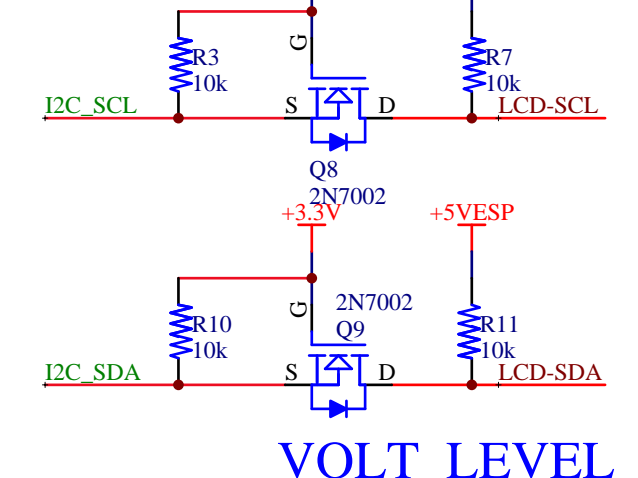 G
R3
10k
R7
10k
I2C_SCL
S
D
LCD-SCL
Q8
2N7002
+3.3V
+5VESP
G
2N7002
Q9
R10
10k
R11
10k
I2C_SDA
S
D
LCD-SDA
VOLT LEVEL